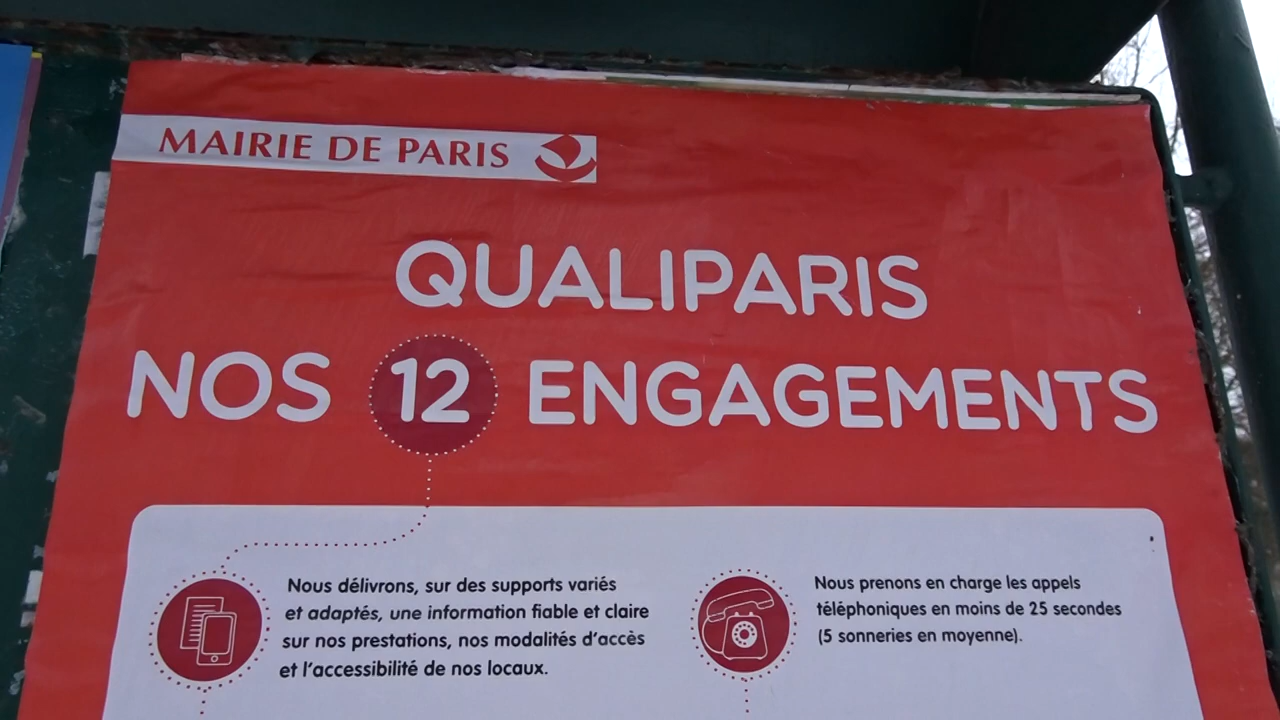 MAIRIE DE PARIS
QUALIPARIS
NOS 12 ENGAGEMENTS
Nous délivrons, sur des supports variés
et adaptés, une information fiable et claire
sur nos prestations, nos modalités d'accès
et l'accessibilité de nos locaux.
Nous prenons en charge les appels
téléphoniques en moins de 25 secondes
(5 sonneries en moyenne).